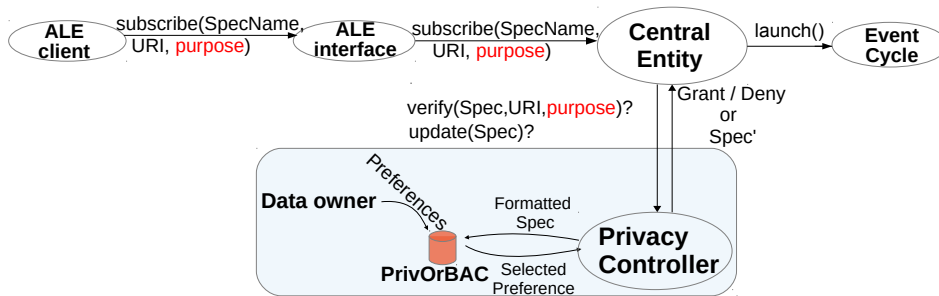 ALE client
subscribe(SpecName,
URI, purpose)
ALE interface
subscribe(SpecName,
URI, purpose)
Central
Entity
launch()
Event
Cycle
verify(Spec,URI,purpose)?
update(Spec)?
Grant / Deny
or
Spec'
Data owner
Preferences
PrivOrBAC
Formatted
Spec
Selected
Preference
Privacy
Controller